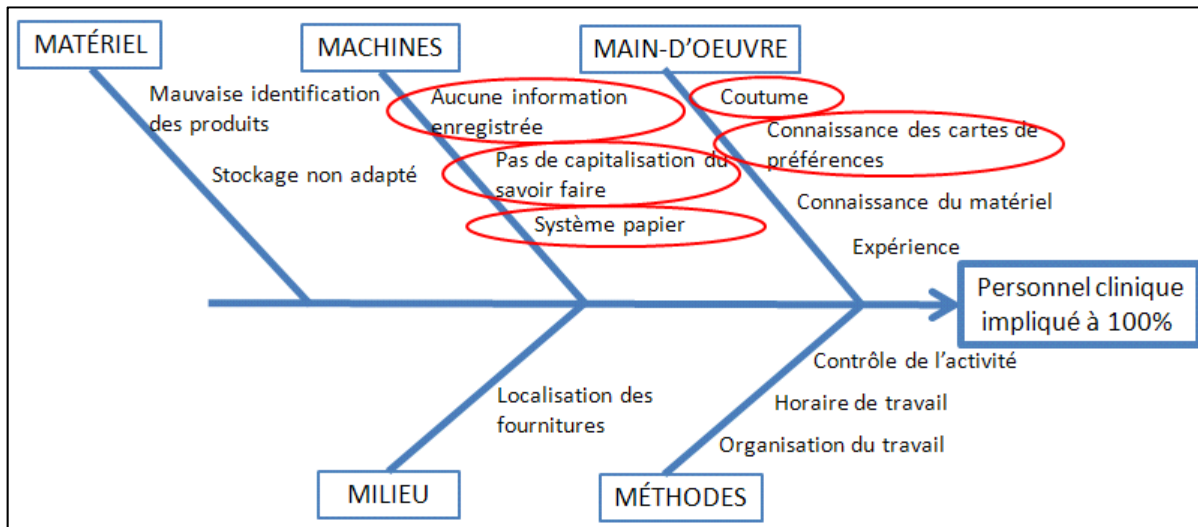 MATÉRIEL
MACHINES
MAIN-D'OEUVRE
Mauvaise identification
des produits
Stockage non adapté
Aucune information
enregistrée
Pas de capitalisation du
savoir faire
Système papier
Coutume
Connaissance des cartes de
préférences
Connaissance du matériel
Expérience
Personnel clinique
impliqué à 100%
Localisation des
fournitures
Contrôle de l'activité
Horaire de travail
Organisation du travail
MILIEU
MÉTHODES